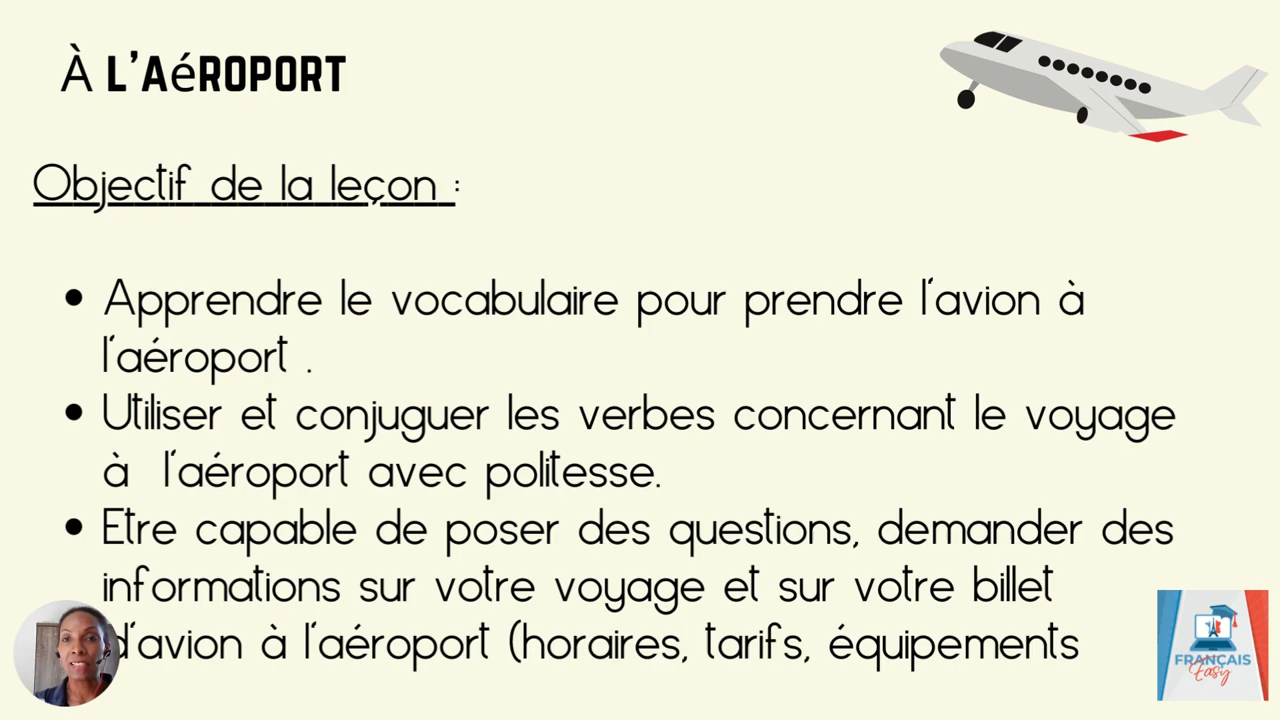 À L'AéROPORT
Objectif de la leçon :
• Apprendre le vocabulaire pour prendre l'avion à
l'aéroport .
• Utiliser et conjuguer les verbes concernant le voyage
à l'aéroport avec politesse.
• Etre capable de poser des questions, demander des
informations sur votre voyage et sur votre billet
d'avion à l'aéroport (horaires, tarifs, équipements
FRANÇAIS
Easy